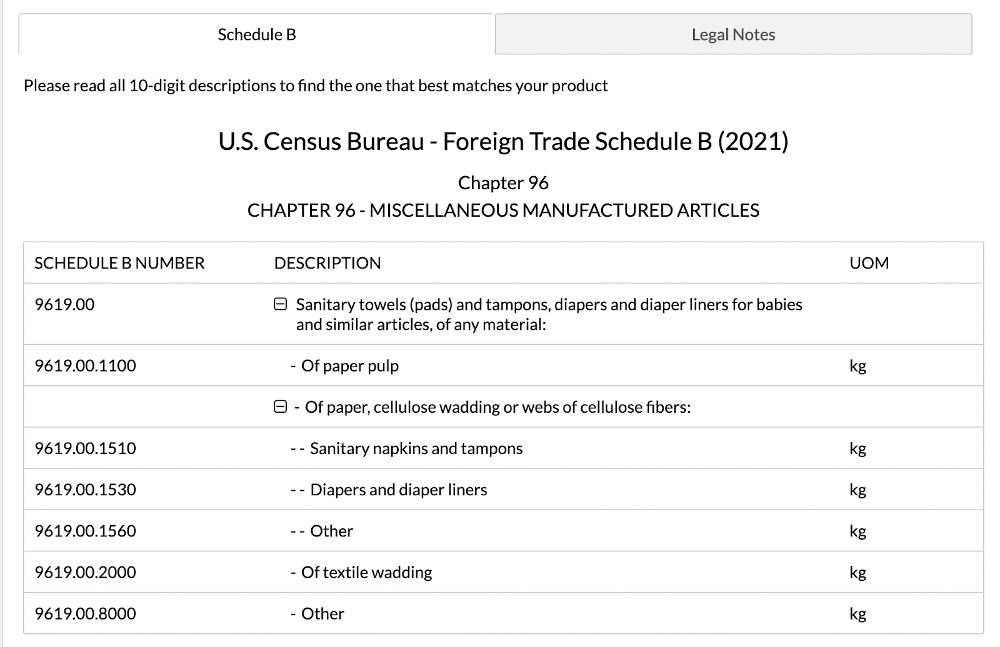 Schedule B
Legal Notes
Please read all 10-digit descriptions to find the one that best matches your product
U.S. Census Bureau - Foreign Trade Schedule B (2021)
Chapter 96
CHAPTER 96 - MISCELLANEOUS MANUFACTURED ARTICLES
SCHEDULE B NUMBER DESCRIPTION UOM
9619.00 Sanitary towels (pads) and tampons, diapers and diaper liners for babies
and similar articles, of any material:
9619.00.1100 - Of paper pulp kg
- Of paper, cellulose wadding or webs of cellulose fibers:
9619.00.1510 - - Sanitary napkins and tampons kg
9619.00.1530 - - Diapers and diaper liners kg
9619.00.1560 - - Other kg
9619.00.2000 - Of textile wadding kg
9619.00.8000 - Other kg